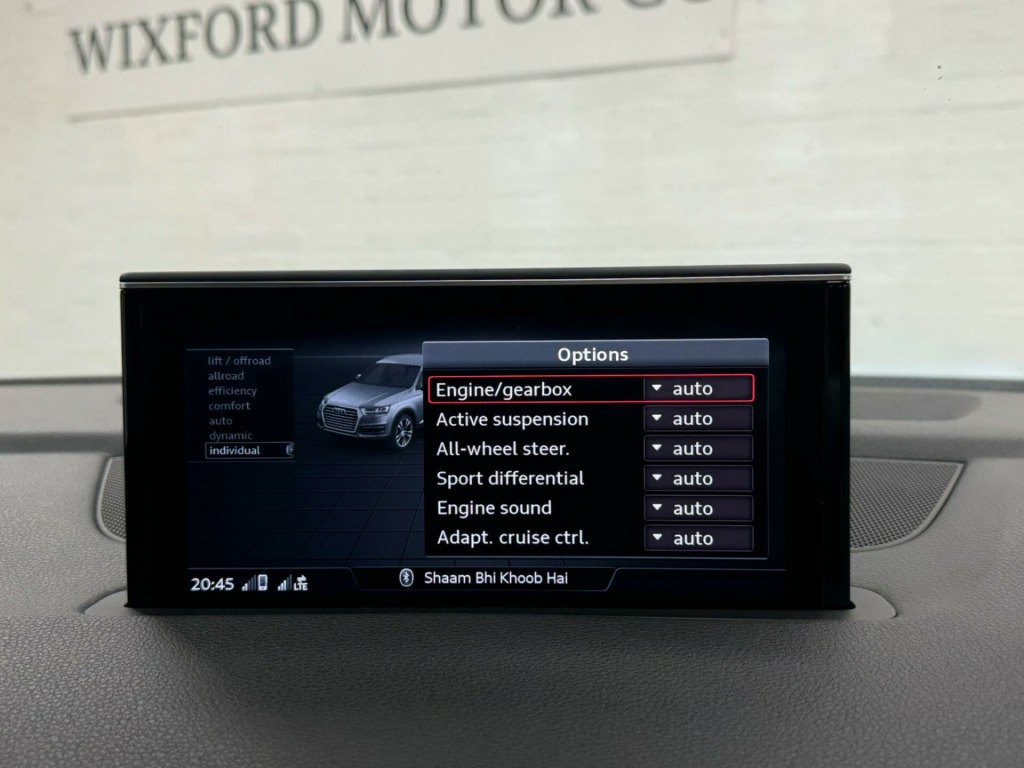 WIXFORD MOTOR CO
Options
lift / offroad
allroad
efficiency
comfort
auto
dynamic
individual
Engine/gearbox auto
Active suspension auto
All-wheel steer. auto
Sport differential auto
Engine sound auto
Adapt. cruise ctrl. auto
20:45 LTE Shaam Bhi Khoob Hai